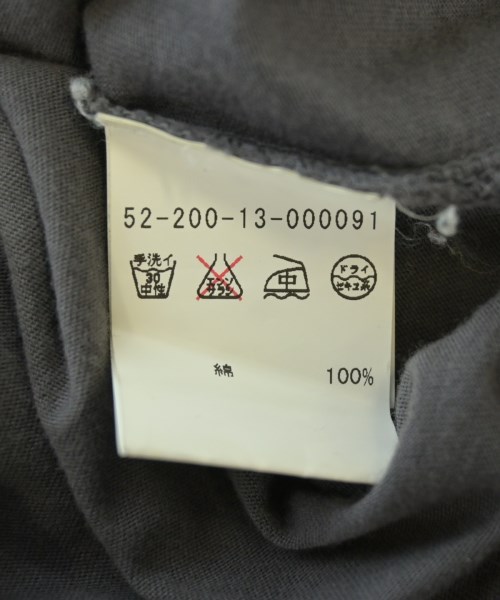 52-200-13-000091
手洗イ
30
中性
エンソ
サラシ
中
ドライ
セキユ系
綿 100%